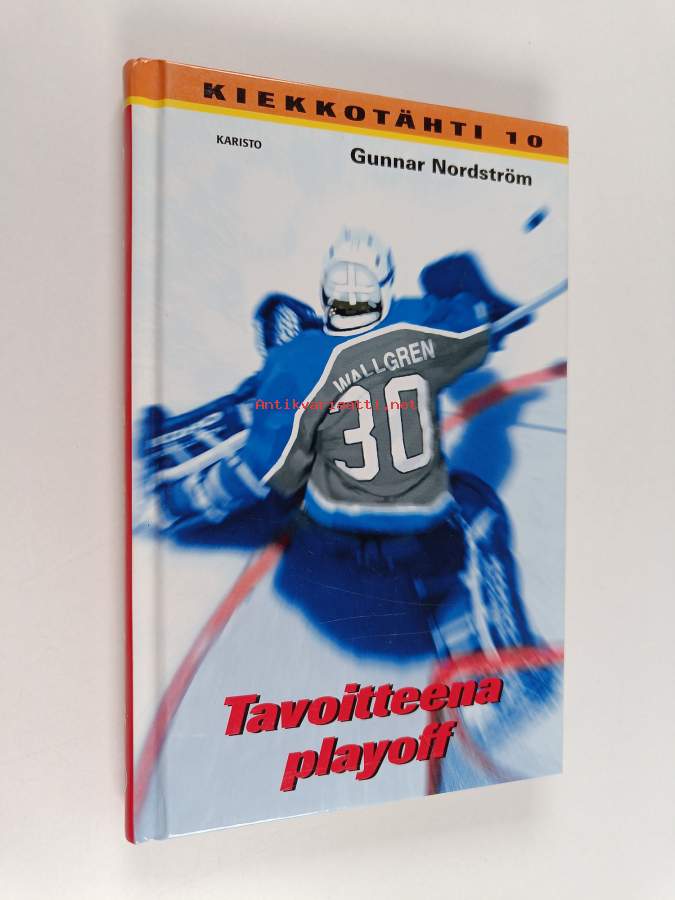 KIEKKOTÄHTI 10
KARISTO
Gunnar Nordström
WALLGREN
30
Antikvariaatti.net
Tavoitteena
playoff